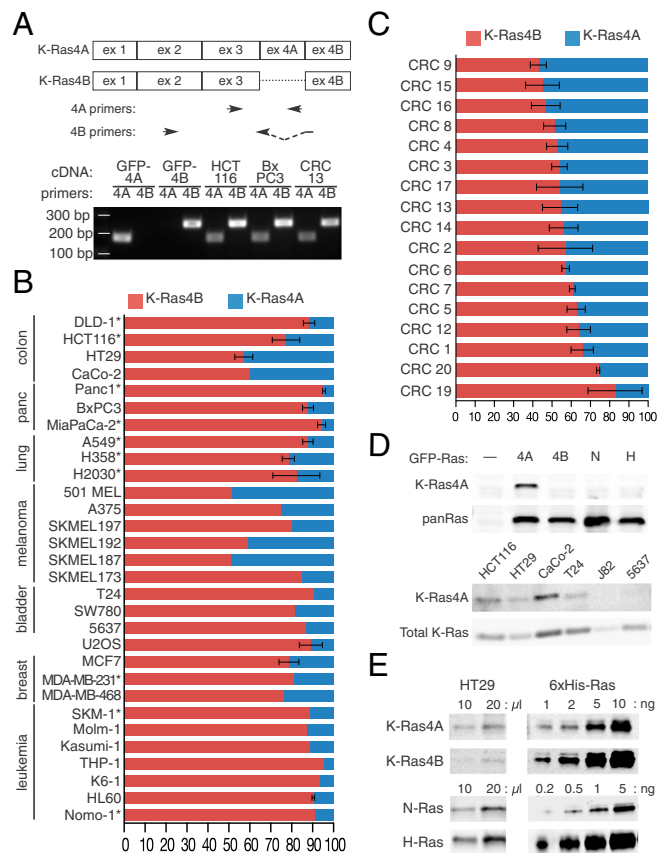 A
K-Ras4A ex 1 ex 2 ex 3 ex 4A ex 4B
K-Ras4B ex 1 ex 2 ex 3 ex 4B
4A primers:
4B primers:
cDNA: GFP-4A GFP-4B HCT 116 Bx PC3 CRC 13
primers: 4A 4B 4A 4B 4A 4B 4A 4B 4A 4B
300 bp
200 bp
100 bp
B
K-Ras4B K-Ras4A
colon
DLD-1*
HCT116*
HT29
CaCo-2
panc
Panc1*
BxPC3
MiaPaCa-2*
lung
A549*
H358*
H2030*
melanoma
501 MEL
A375
SKMEL197
SKMEL192
SKMEL187
SKMEL173
bladder
T24
SW780
5637
U2OS
breast
MCF7
MDA-MB-231*
MDA-MB-468
leukemia
SKM-1*
Molm-1
Kasumi-1
THP-1
K6-1
HL60
Nomo-1*
0 10 20 30 40 50 60 70 80 90 100
C
K-Ras4B K-Ras4A
CRC 9
CRC 15
CRC 16
CRC 8
CRC 4
CRC 3
CRC 17
CRC 13
CRC 14
CRC 2
CRC 6
CRC 7
CRC 5
CRC 12
CRC 1
CRC 20
CRC 19
0 10 20 30 40 50 60 70 80 90 100
D
GFP-Ras: — 4A 4B N H
K-Ras4A
panRas
HCT116 HT29 CaCo-2 T24 J82 5637
K-Ras4A
Total K-Ras
E
HT29 6xHis-Ras
10 20 : µl 1 2 5 10 : ng
K-Ras4A
K-Ras4B
10 20 : µl 0.2 0.5 1 5 : ng
N-Ras
H-Ras